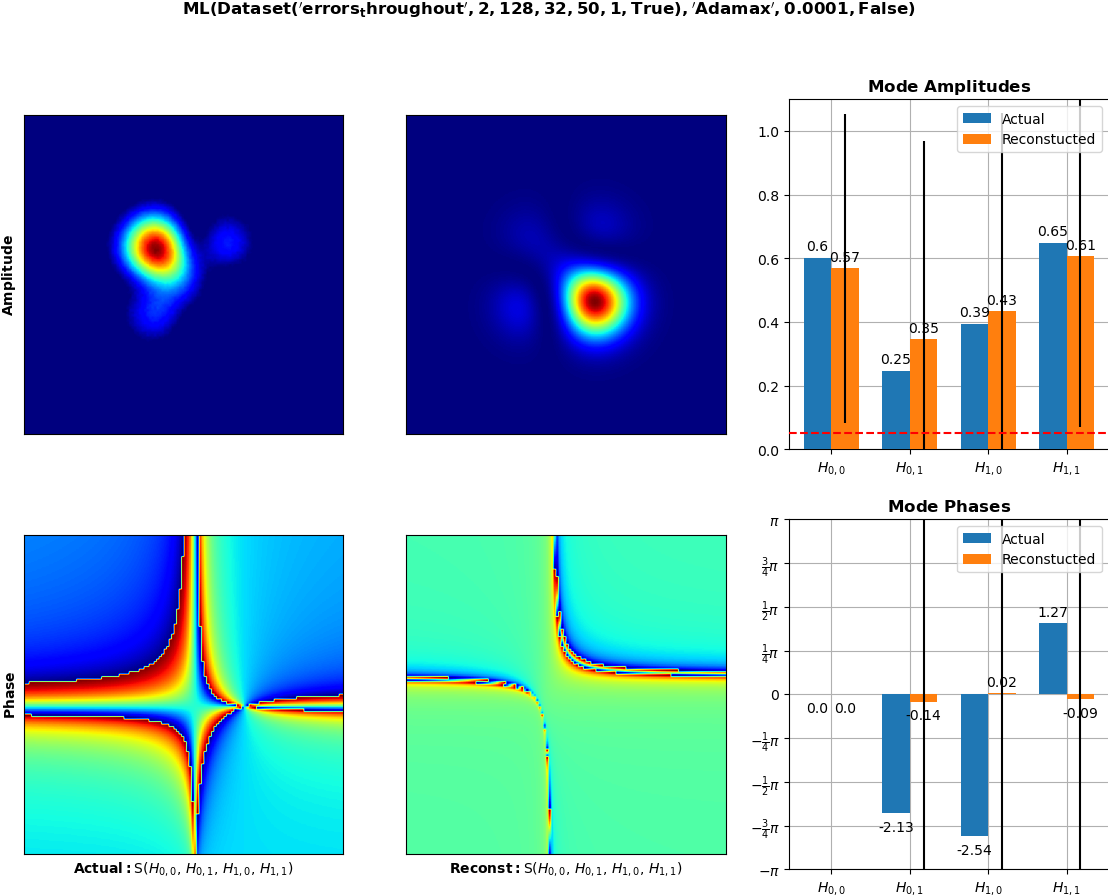 ML(Dataset('errors_throughout', 2, 128, 32, 50, 1, True), 'Adamax', 0.0001, False)
Mode Amplitudes
Actual
Reconstucted
1.0
0.8
0.6
0.4
0.2
0.0
0.6
0.57
0.25
0.35
0.39
0.43
0.65
0.61
H0,0
H0,1
H1,0
H1,1
Amplitude
Mode Phases
Actual
Reconstucted
π
3/4π
1/2π
1/4π
0
−1/4π
−1/2π
−3/4π
−π
0.0
0.0
-2.13
-0.14
-2.54
0.02
1.27
-0.09
H0,0
H0,1
H1,0
H1,1
Phase
Actual: S(H0,0, H0,1, H1,0, H1,1)
Reconst: S(H0,0, H0,1, H1,0, H1,1)